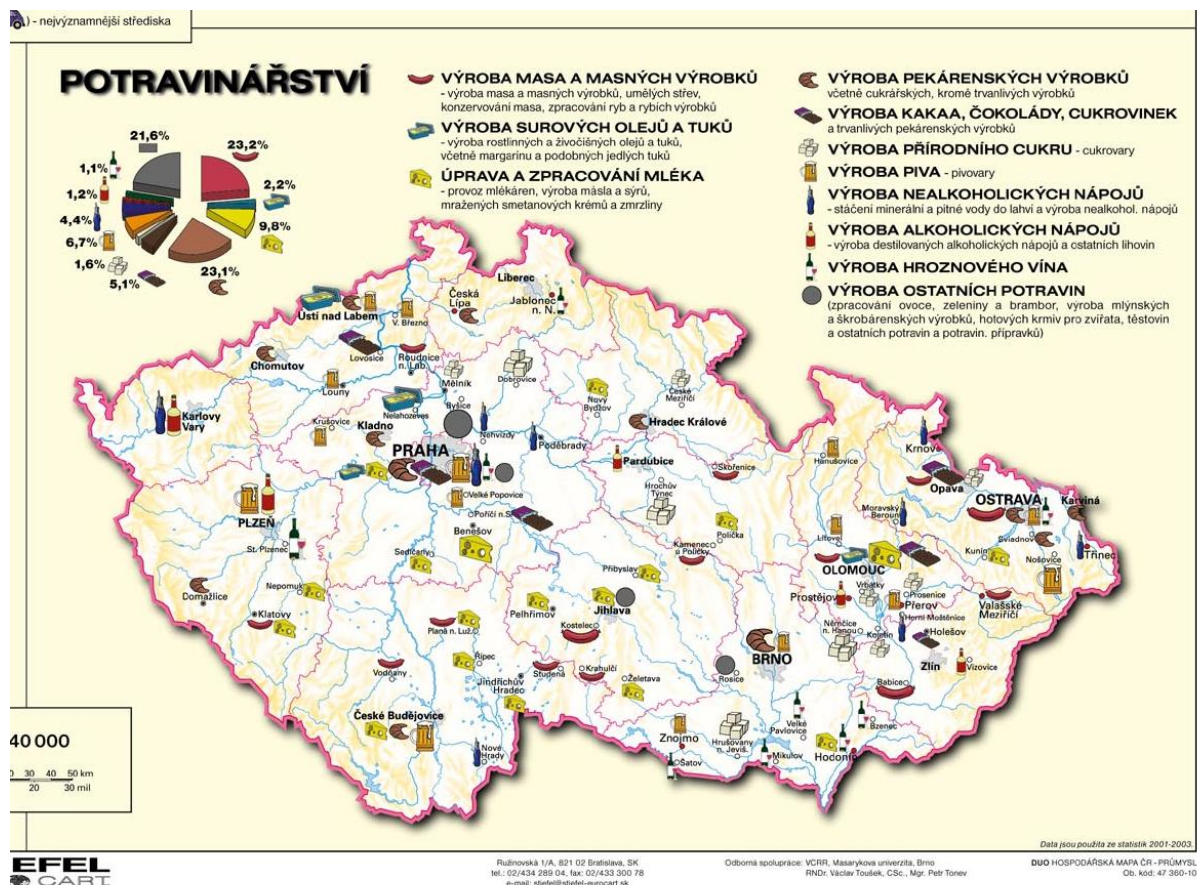 ) - nejvýznamnější střediska
POTRAVINÁŘSTVÍ
21,6%
23,2%
1,1%
2,2%
1,2%
4,4%
9,8%
6,7%
1,6%
5,1%
23,1%
VÝROBA MASA A MASNÝCH VÝROBKŮ
- výroba masa a masných výrobků, umělých střev,
konzervování masa, zpracování ryb a rybích výrobků
VÝROBA SUROVÝCH OLEJŮ A TUKŮ
- výroba rostlinných a živočišných olejů a tuků,
včetně margarínu a podobných jedlých tuků
ÚPRAVA A ZPRACOVÁNÍ MLÉKA
- provoz mlékáren, výroba másla a sýrů,
mražených smetanových krémů a zmrzliny
VÝROBA PEKÁRENSKÝCH VÝROBKŮ
včetně cukrářských, kromě trvanlivých výrobků
VÝROBA KAKAA, ČOKOLÁDY, CUKROVINEK
a trvanlivých pekárenských výrobků
VÝROBA PŘÍRODNÍHO CUKRU - cukrovary
VÝROBA PIVA - pivovary
VÝROBA NEALKOHOLICKÝCH NÁPOJŮ
- stáčení minerální a pitné vody do lahví a výroba nealkohol. nápojů
VÝROBA ALKOHOLICKÝCH NÁPOJŮ
- výroba destilovaných alkoholických nápojů a ostatních lihovin
VÝROBA HROZNOVÉHO VÍNA
VÝROBA OSTATNÍCH POTRAVIN
(zpracování ovoce, zeleniny a brambor, výroba mlýnských
a škrobárenských výrobků, hotových krmiv pro zvířata, těstovin
a ostatních potravin a potravin. přípravků)
Liberec
Česká
Lípa
Jablonec
n. N.
Ústí nad Labem
V. Březno
Lovosice
Roudnice
n. Lab.
Chomutov
Mělník
Dobrovice
České
Meziříčí
Louny
Nový
Bydžov
Karlovy
Vary
Nelahozeves
Byšice
Krušovice
Kladno
Nehvizdy
Hradec Králové
Poděbrady
Hanušovice
Krnov
PRAHA
Pardubice
Skořenice
Opava
Velké Popovice
Hrochův
Týnec
OSTRAVA
Karviná
PLZEŇ
Poříčí n.S.
Moravský
Beroun
Benešov
Polička
Litovel
Sviadnov
St. Plzenec
Sedlčany
Kamenec
u Poličky
Kunín
Nošovice
Třinec
Přibyslav
OLOMOUC
Nepomuk
Vrbátky
Prosenice
Domažlice
Prostějov
Přerov
Valašské
Meziříčí
Pelhřimov
Jihlava
Horní Moštěnice
Klatovy
Planá n. Luž.
Kostelec
Němčice
n. Hanou
Kojetín
Holešov
BRNO
Řípec
Zlín
Vizovice
Vodňany
Studená
Krahulčí
Rosice
Jindřichův
Hradec
Želetava
Babice
České Budějovice
Velké
Pavlovice
Bzenec
Znojmo
Nové
Hrady
Hrušovany
n. Jeviš.
Hodonín
Šatov
Mikulov
40 000
0 30 40 50 km
20 30 mil
Data jsou použita ze statistik 2001-2003.
EFEL
CART
Ružinovská 1/A, 821 02 Bratislava, SK
tel.: 02/434 289 04, fax: 02/433 300 78
e-mail: stiefel@stiefel-eurocart.sk
Odborná spolupráce: VCRR, Masarykova univerzita, Brno
RNDr. Václav Toušek, CSc., Mgr. Petr Tonev
DUO HOSPODÁŘSKÁ MAPA ČR - PRŮMYSL
Ob. kód: 47 360-10